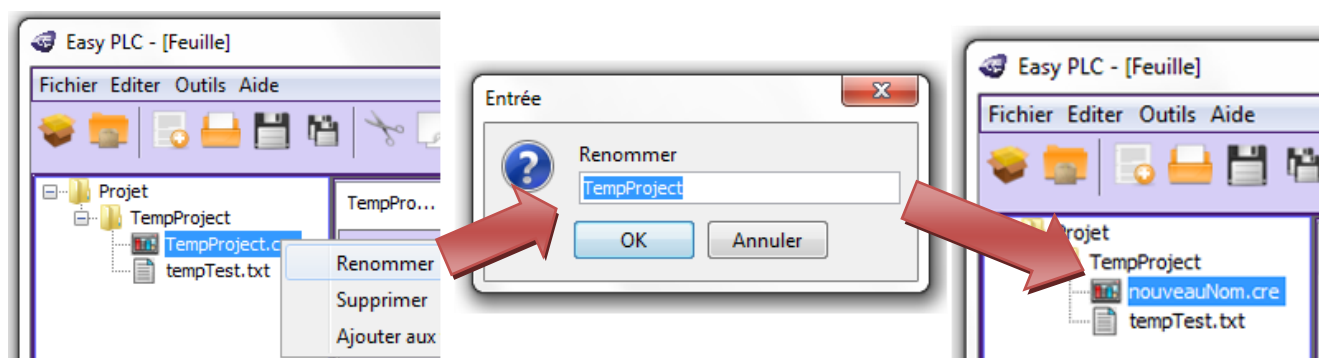 Easy PLC - [Feuille]
Fichier Editer Outils Aide
Projet
TempProject
TempProject.c
tempTest.txt
TempPro...
Renommer
Supprimer
Ajouter aux
Entrée
Renommer
TempProject
OK
Annuler
Easy PLC - [Feuille]
Fichier Editer Outils Aide
rojet
TempProject
nouveauNom.cre
tempTest.txt